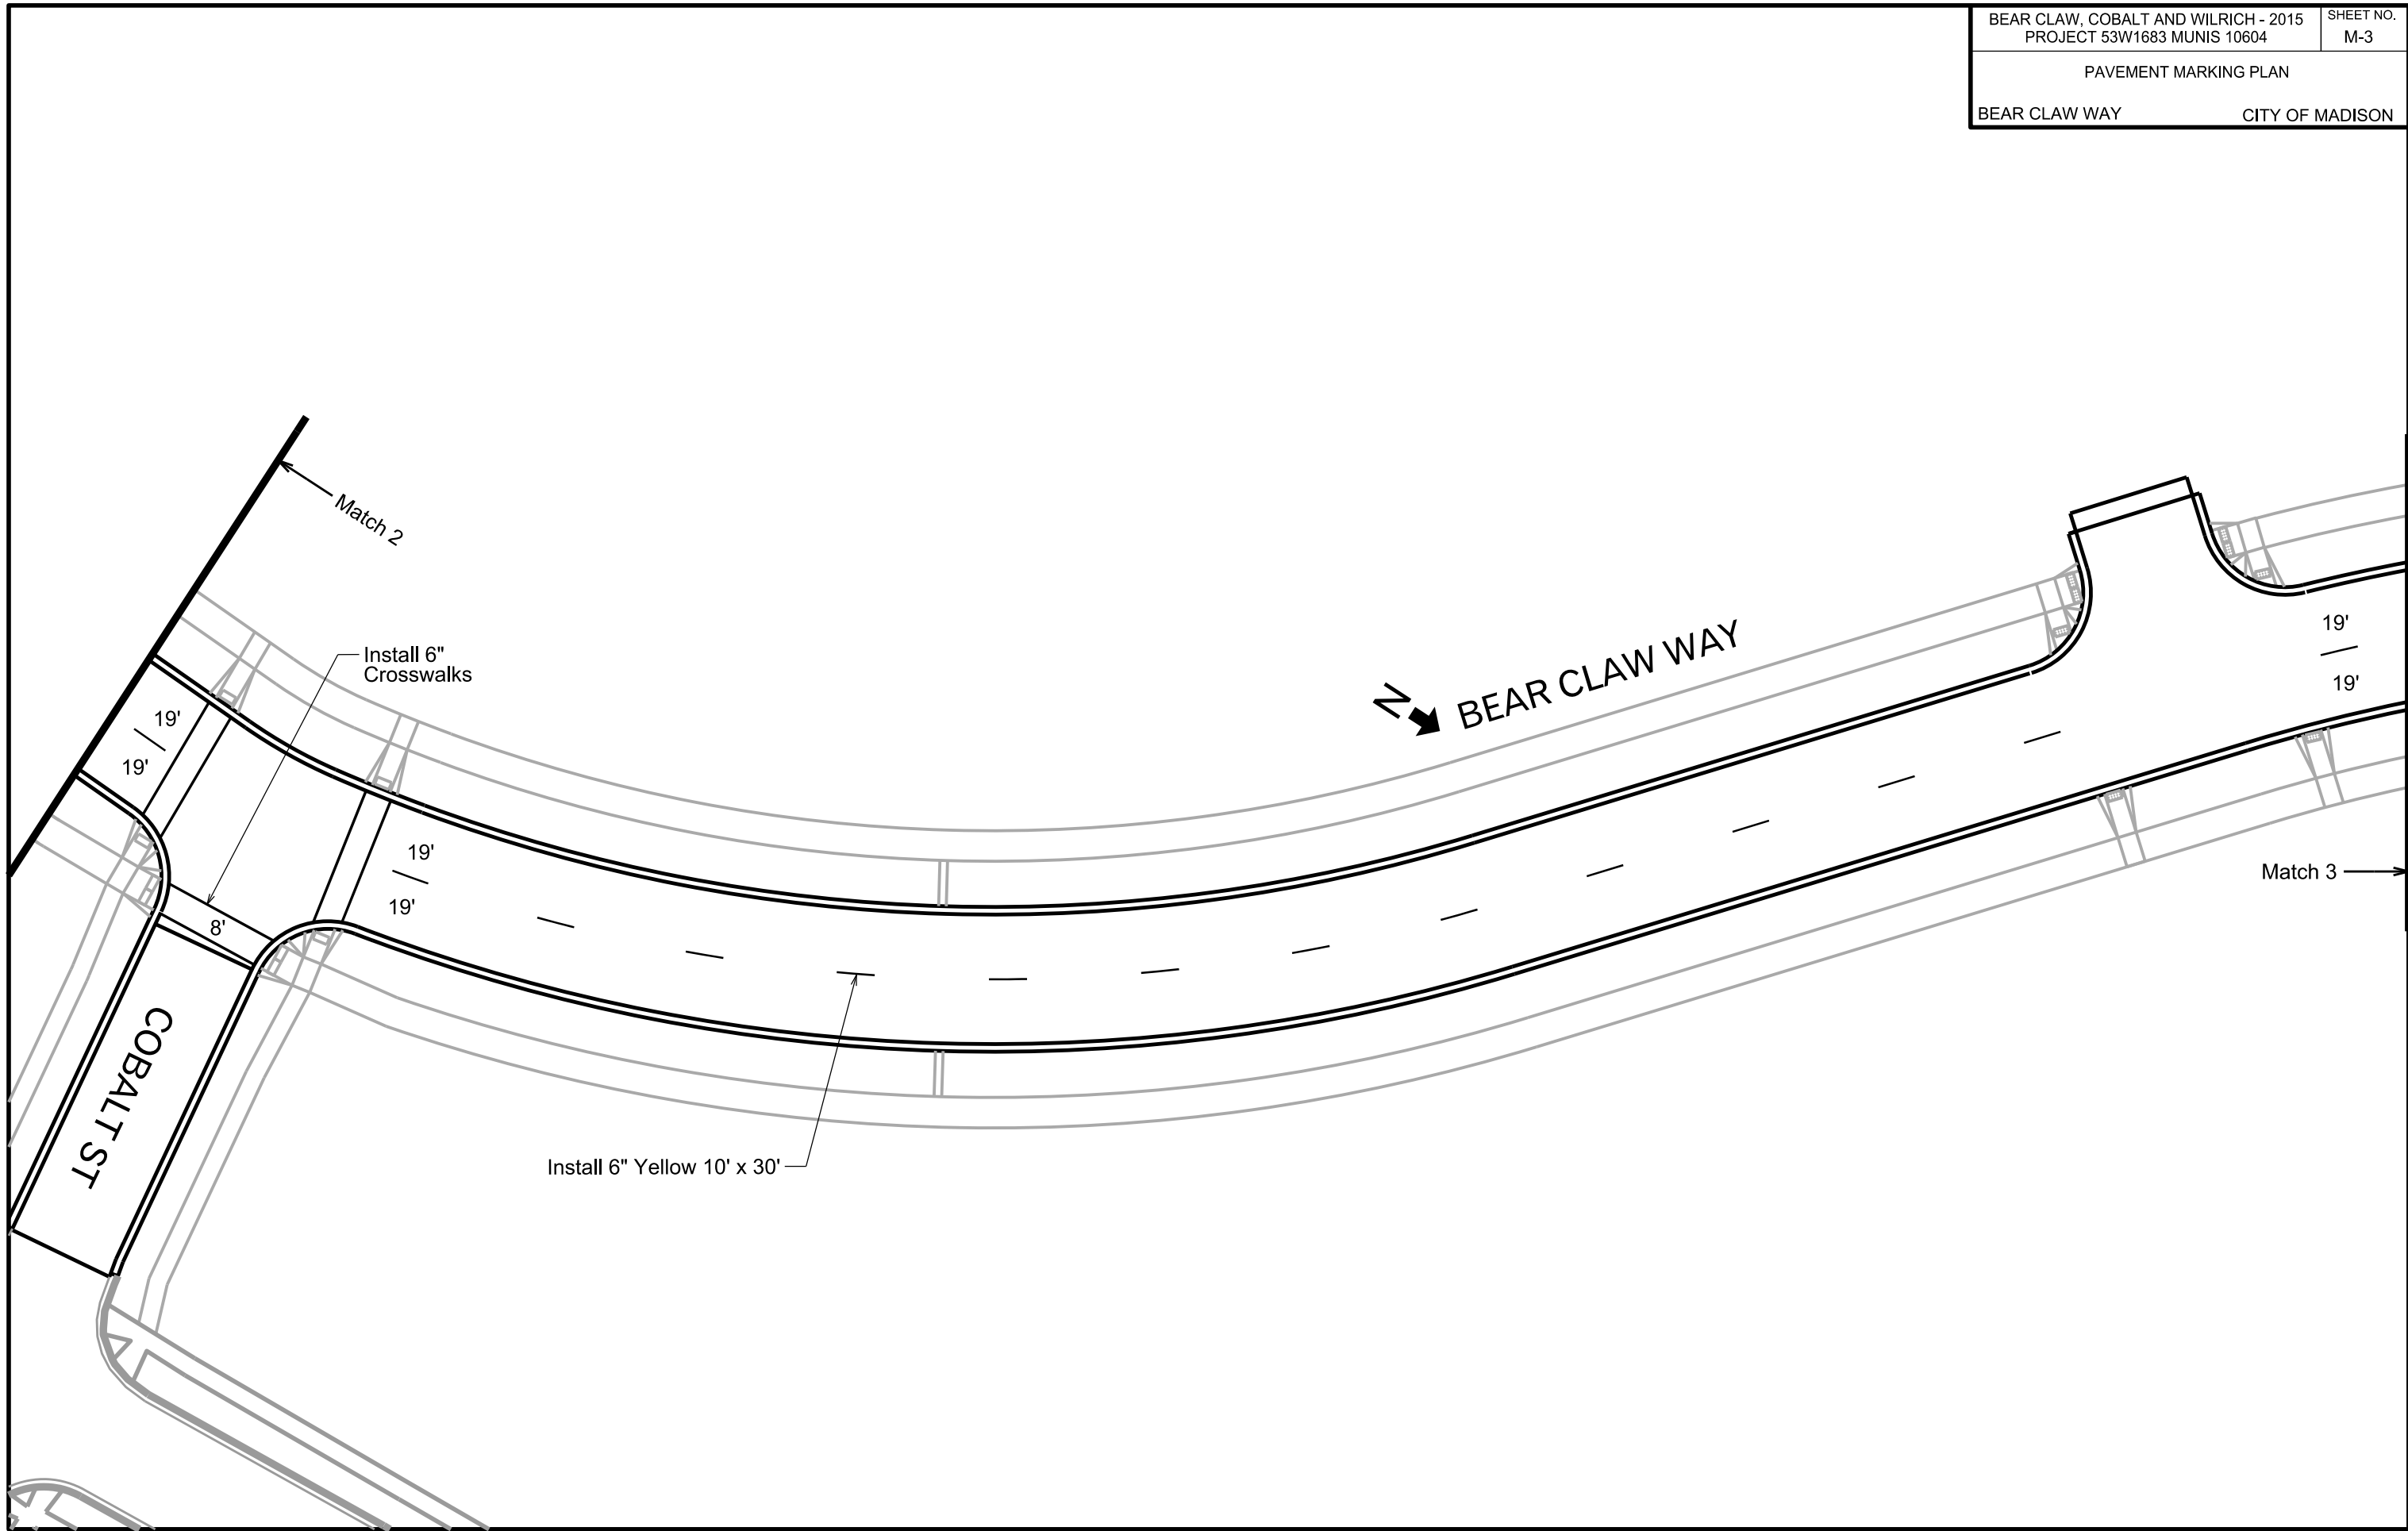 BEAR CLAW, COBALT AND WILRICH - 2015
PROJECT 53W1683 MUNIS 10604
SHEET NO.
M-3
PAVEMENT MARKING PLAN
BEAR CLAW WAY
CITY OF MADISON
Match 2
Install 6"
Crosswalks
19'
19'
N
BEAR CLAW WAY
19'
19'
19'
19'
Match 3
8'
COBALT ST
Install 6" Yellow 10' x 30'